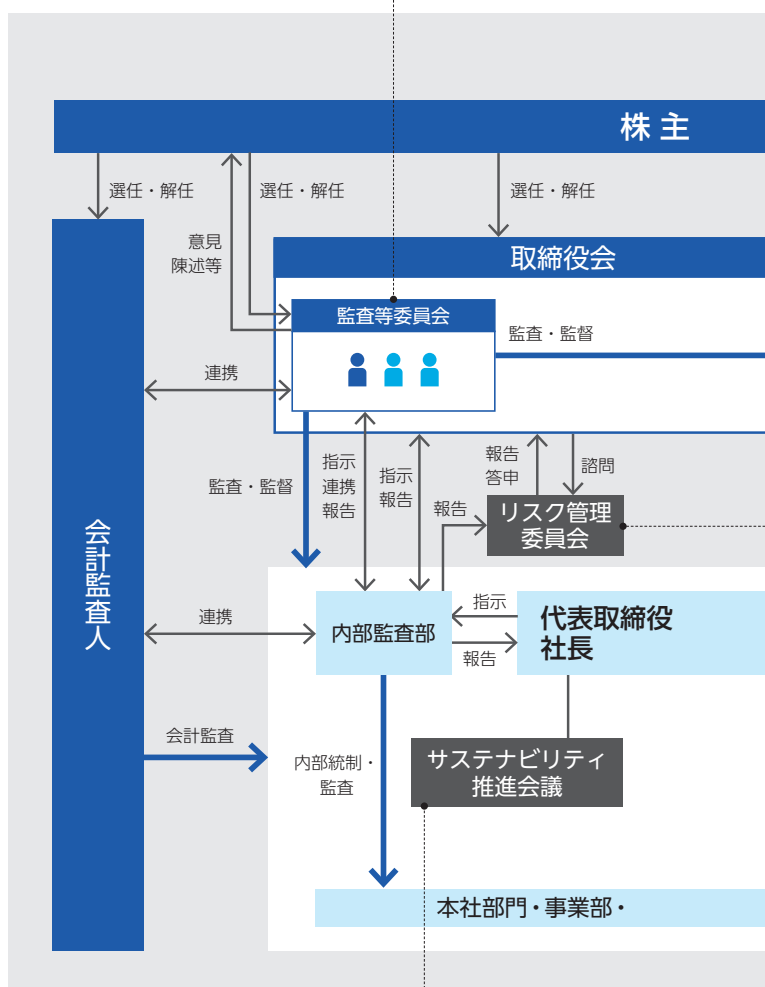 株主
選任・解任
選任・解任
選任・解任
意見
陳述等
取締役会
監査等委員会
監査・監督
連携
監査・監督
指示
連携
報告
指示
報告
報告
報告
答申
諮問
リスク管理
委員会
会計監査人
連携
内部監査部
指示
報告
代表取締役
社長
会計監査
内部統制・
監査
サステナビリティ
推進会議
本社部門・事業部・